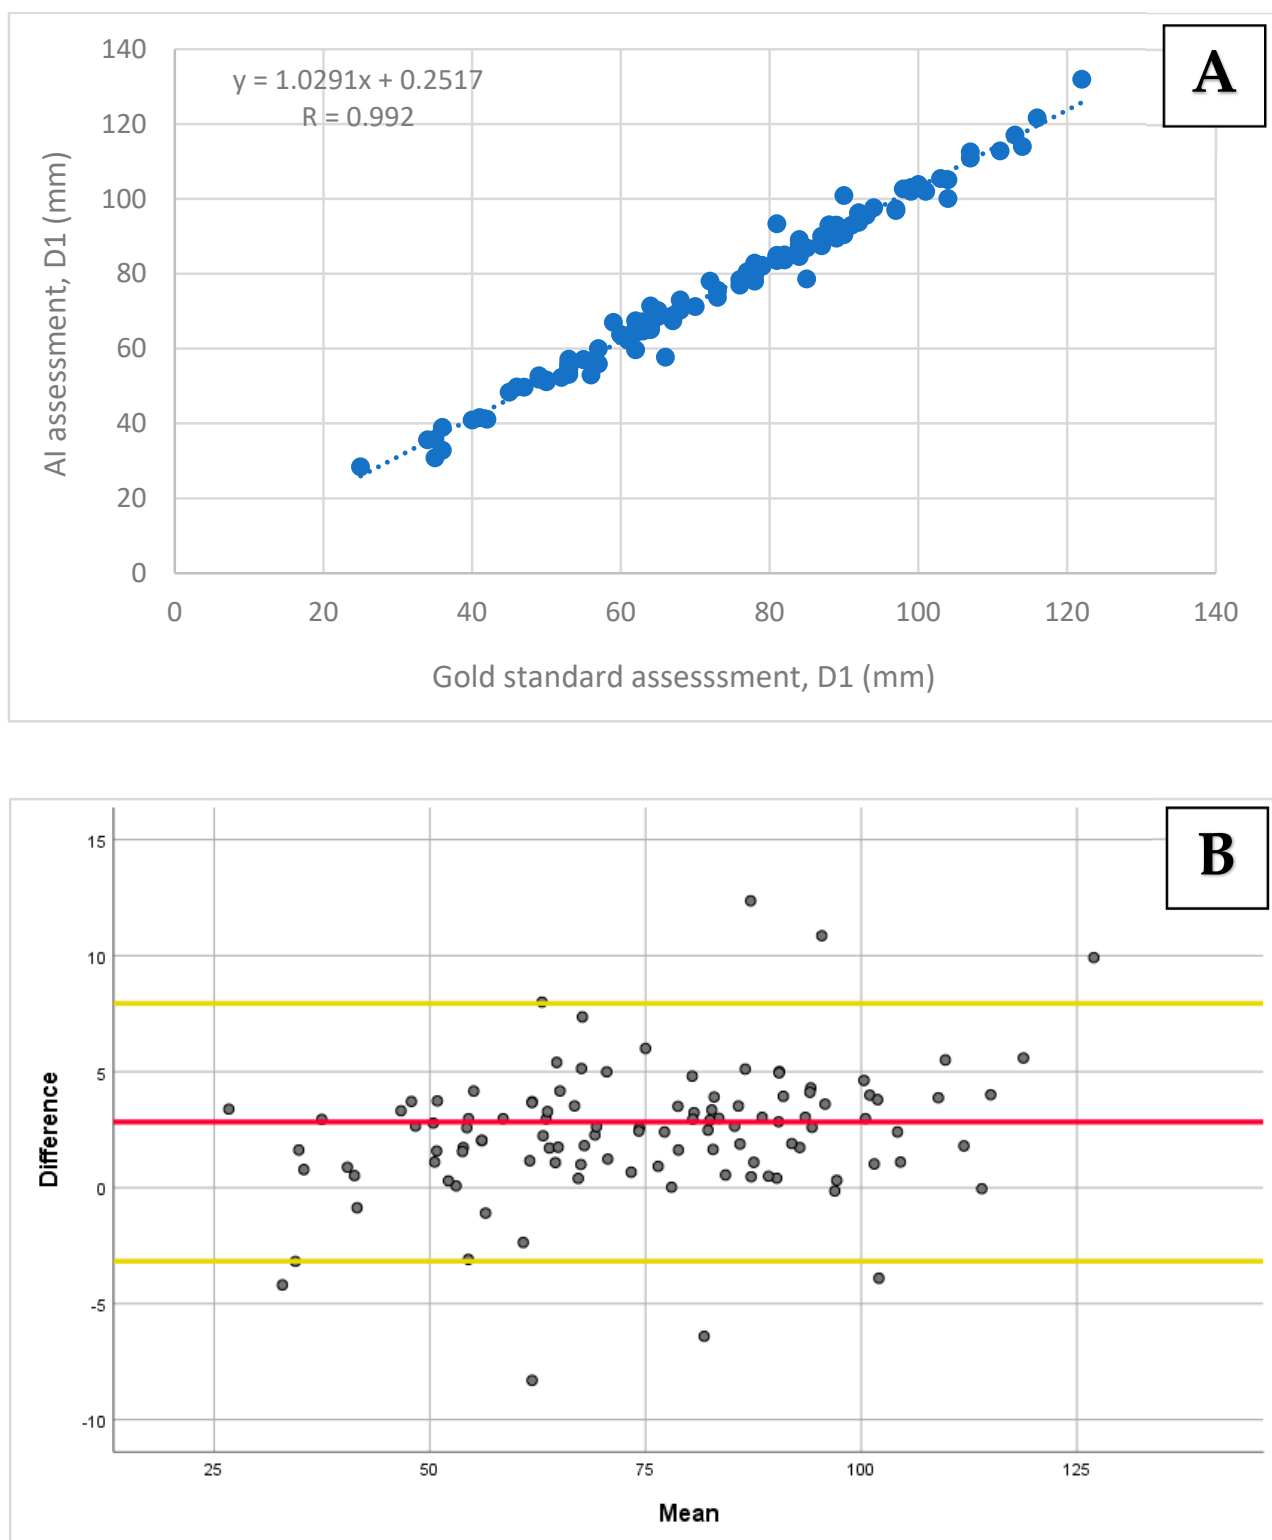 A
y = 1.0291x + 0.2517
R = 0.992
140
120
100
80
60
40
20
0
AI assessment, D1 (mm)
0 20 40 60 80 100 120 140
Gold standard assesssment, D1 (mm)
B
15
10
5
0
-5
-10
Difference
25 50 75 100 125
Mean